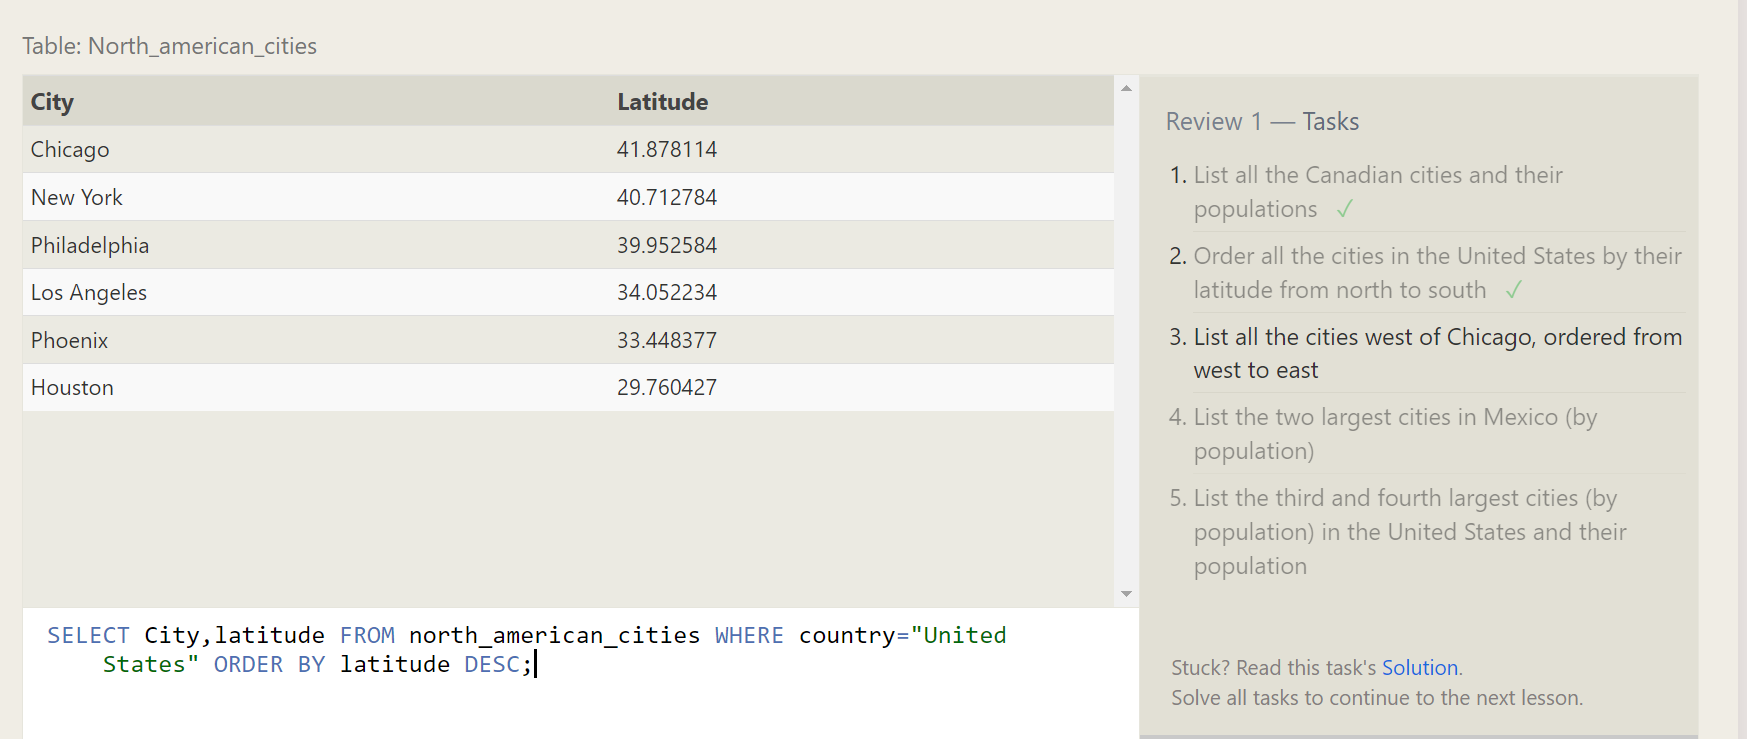 Table: North_american_cities
City Latitude
Chicago 41.878114
New York 40.712784
Philadelphia 39.952584
Los Angeles 34.052234
Phoenix 33.448377
Houston 29.760427
SELECT City,latitude FROM north_american_cities WHERE country="United
States" ORDER BY latitude DESC;
Review 1 — Tasks
1. List all the Canadian cities and their
populations ✓
2. Order all the cities in the United States by their
latitude from north to south ✓
3. List all the cities west of Chicago, ordered from
west to east
4. List the two largest cities in Mexico (by
population)
5. List the third and fourth largest cities (by
population) in the United States and their
population
Stuck? Read this task's Solution.
Solve all tasks to continue to the next lesson.